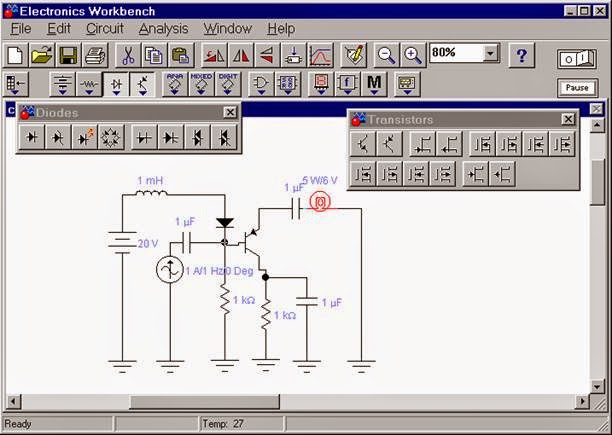 Electronics Workbench
File Edit Circuit Analysis Window Help
80%
?
ANA MIXED DIGIT
f M
Pause
Diodes
Transistors
1 mH
5 W/6 V
1 µF
1 µF
20 V
1 A/1 Hz/0 Deg
1 kΩ
1 kΩ
1 µF
Ready
Temp: 27